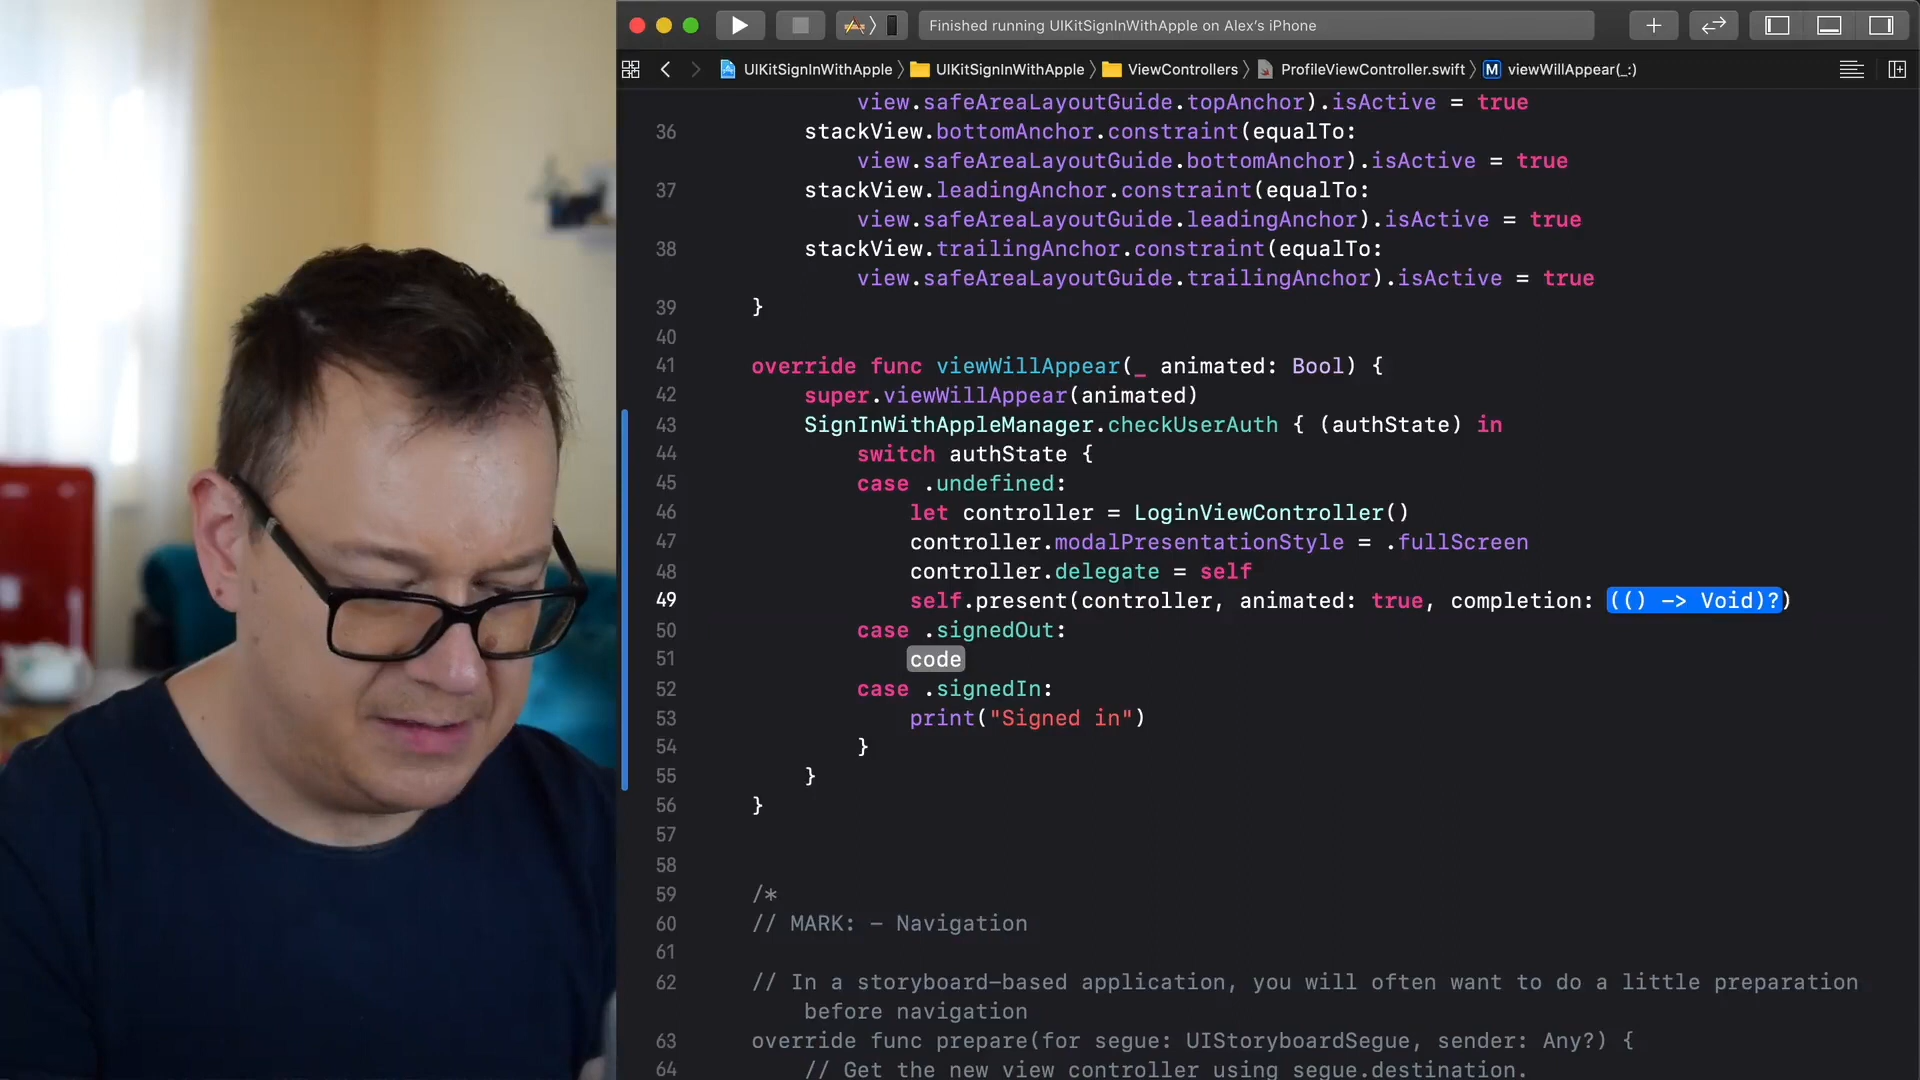 Finished running UIKitSignInWithApple on Alex's iPhone
UIKitSignInWithApple UIKitSignInWithApple ViewControllers ProfileViewController.swift M viewWillAppear(_:)
view.safeAreaLayoutGuide.topAnchor).isActive = true
36 stackView.bottomAnchor.constraint(equalTo:
view.safeAreaLayoutGuide.bottomAnchor).isActive = true
37 stackView.leadingAnchor.constraint(equalTo:
view.safeAreaLayoutGuide.leadingAnchor).isActive = true
38 stackView.trailingAnchor.constraint(equalTo:
view.safeAreaLayoutGuide.trailingAnchor).isActive = true
39 }
40
41 override func viewWillAppear(_ animated: Bool) {
42 super.viewWillAppear(animated)
43 SignInWithAppleManager.checkUserAuth { (authState) in
44 switch authState {
45 case .undefined:
46 let controller = LoginViewController()
47 controller.modalPresentationStyle = .fullScreen
48 controller.delegate = self
49 self.present(controller, animated: true, completion: (() -> Void)?)
50 case .signedOut:
51 code
52 case .signedIn:
53 print("Signed in")
54 }
55 }
56 }
57
58
59 /*
60 // MARK: - Navigation
61
62 // In a storyboard-based application, you will often want to do a little preparation
before navigation
63 override func prepare(for segue: UIStoryboardSegue, sender: Any?) {
64 // Get the new view controller using segue.destination.